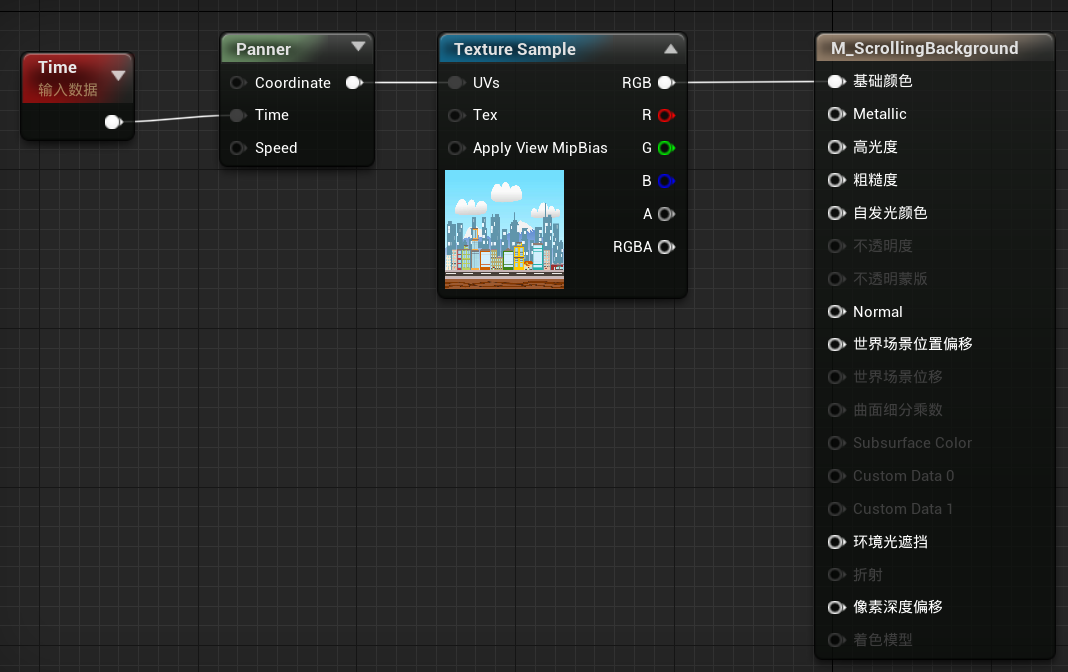 Time
输入数据
Panner
Coordinate
Time
Speed
Texture Sample
UVs
RGB
Tex
R
Apply View MipBias
G
B
A
RGBA
M_ScrollingBackground
基础颜色
Metallic
高光度
粗糙度
自发光颜色
不透明度
不透明蒙版
Normal
世界场景位置偏移
世界场景位移
曲面细分乘数
Subsurface Color
Custom Data 0
Custom Data 1
环境光遮挡
折射
像素深度偏移
着色模型